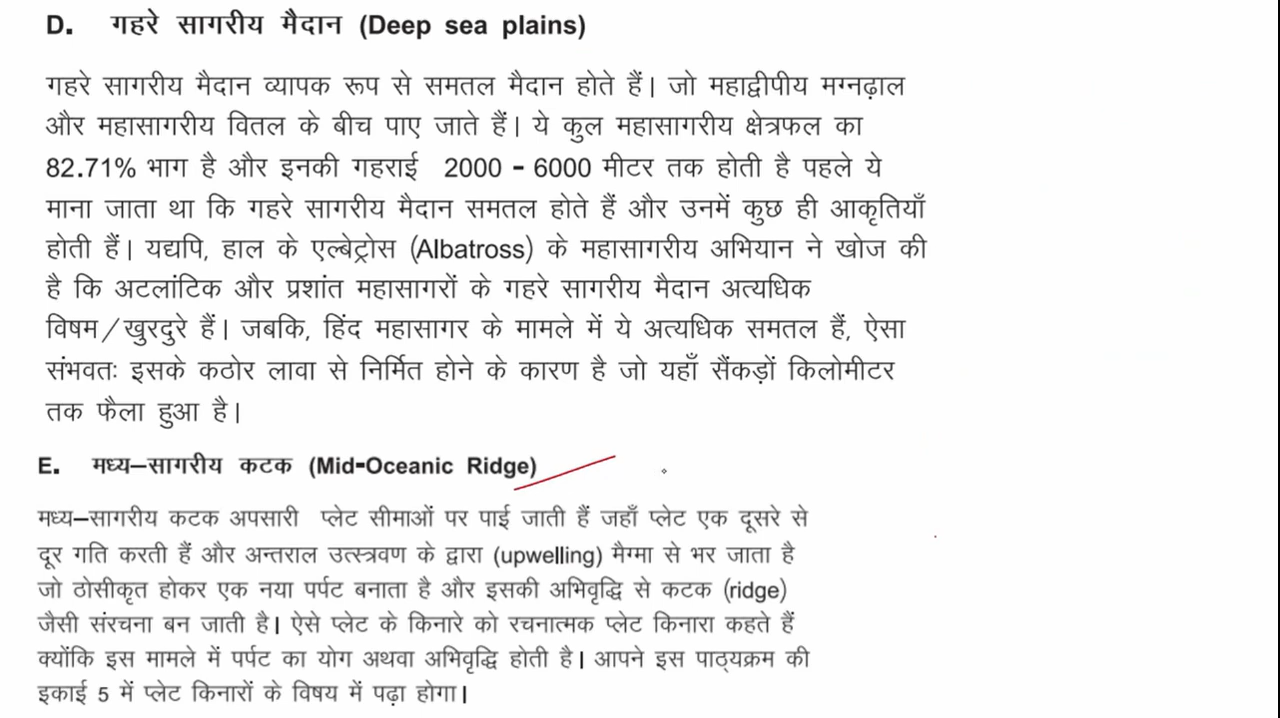 D. गहरे सागरीय मैदान (Deep sea plains)
गहरे सागरीय मैदान व्यापक रूप से समतल मैदान होते हैं। जो महाद्वीपीय मग्नढ़ाल
और महासागरीय वितल के बीच पाए जाते हैं। ये कुल महासागरीय क्षेत्रफल का
82.71% भाग है और इनकी गहराई 2000 - 6000 मीटर तक होती है पहले ये
माना जाता था कि गहरे सागरीय मैदान समतल होते हैं और उनमें कुछ ही आकृतियाँ
होती हैं। यद्यपि, हाल के एल्बेट्रोस (Albatross) के महासागरीय अभियान ने खोज की
है कि अटलांटिक और प्रशांत महासागरों के गहरे सागरीय मैदान अत्यधिक
विषम/खुरदुरे हैं। जबकि, हिंद महासागर के मामले में ये अत्यधिक समतल हैं, ऐसा
संभवतः इसके कठोर लावा से निर्मित होने के कारण है जो यहाँ सैंकड़ों किलोमीटर
तक फैला हुआ है।
E. मध्य–सागरीय कटक (Mid-Oceanic Ridge)
मध्य–सागरीय कटक अपसारी प्लेट सीमाओं पर पाई जाती हैं जहाँ प्लेट एक दूसरे से
दूर गति करती हैं और अन्तराल उत्स्त्रवण के द्वारा (upwelling) मैग्मा से भर जाता है
जो ठोसीकृत होकर एक नया पर्पट बनाता है और इसकी अभिवृद्धि से कटक (ridge)
जैसी संरचना बन जाती है। ऐसे प्लेट के किनारे को रचनात्मक प्लेट किनारा कहते हैं
क्योंकि इस मामले में पर्पट का योग अथवा अभिवृद्धि होती है। आपने इस पाठ्यक्रम की
इकाई 5 में प्लेट किनारों के विषय में पढ़ा होगा।